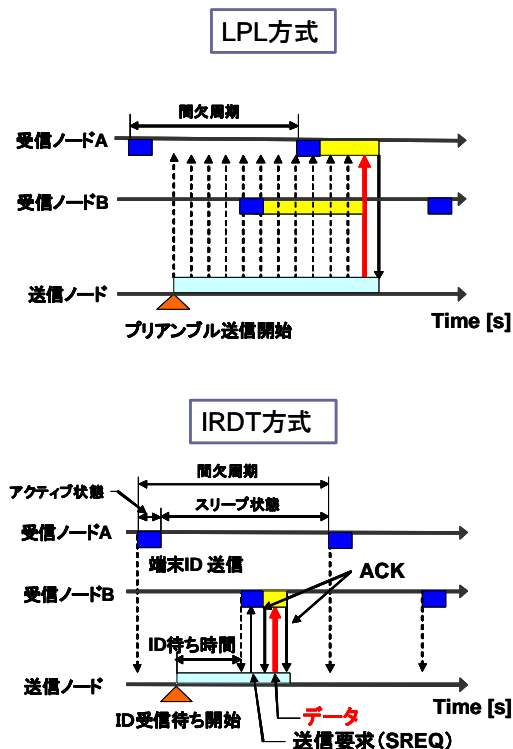 LPL方式
間欠周期
受信ノードA
受信ノードB
送信ノード
Time [s]
プリアンブル送信開始
IRDT方式
間欠周期
アクティブ状態
スリープ状態
受信ノードA
端末ID 送信
受信ノードB
ACK
ID待ち時間
送信ノード
Time [s]
ID受信待ち開始
データ
送信要求(SREQ)